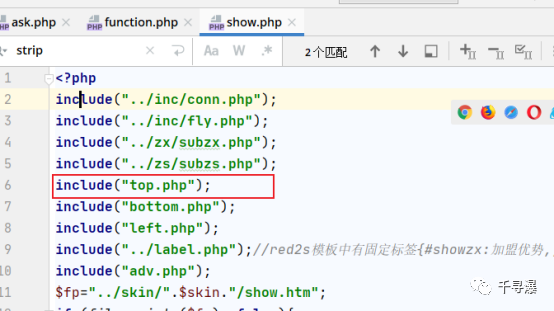 ask.php function.php show.php
strip Aa W .* 2个匹配
1 <?php
2 include("../inc/conn.php");
3 include("../inc/fly.php");
4 include("../zx/subzx.php");
5 include("../zs/subzs.php");
6 include("top.php");
7 include("bottom.php");
8 include("left.php");
9 include("../label.php");//red2s模板中有固定标签{#showzx:加盟优势,
10 include("adv.php");
11 $fp="../skin/".$skin."/show.htm";
千寻瀑